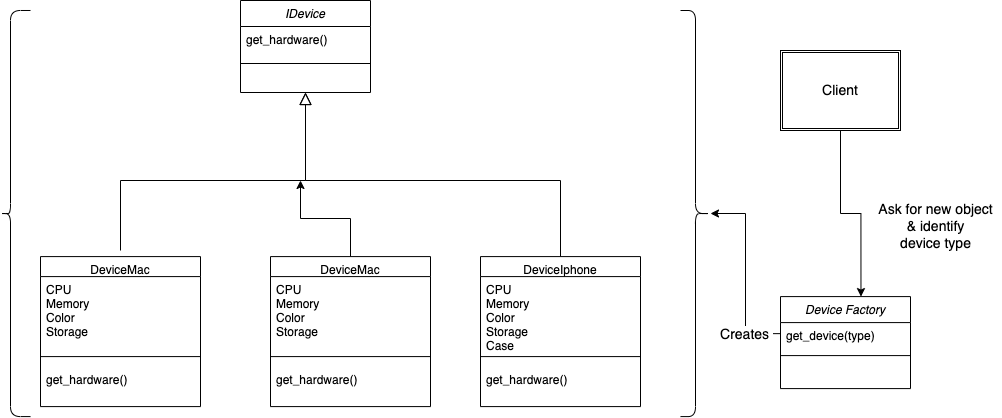 IDevice
get_hardware()
Client
Ask for new object
& identify
device type
DeviceMac
CPU
Memory
Color
Storage
get_hardware()
DeviceMac
CPU
Memory
Color
Storage
get_hardware()
DeviceIphone
CPU
Memory
Color
Storage
Case
get_hardware()
Creates
Device Factory
get_device(type)